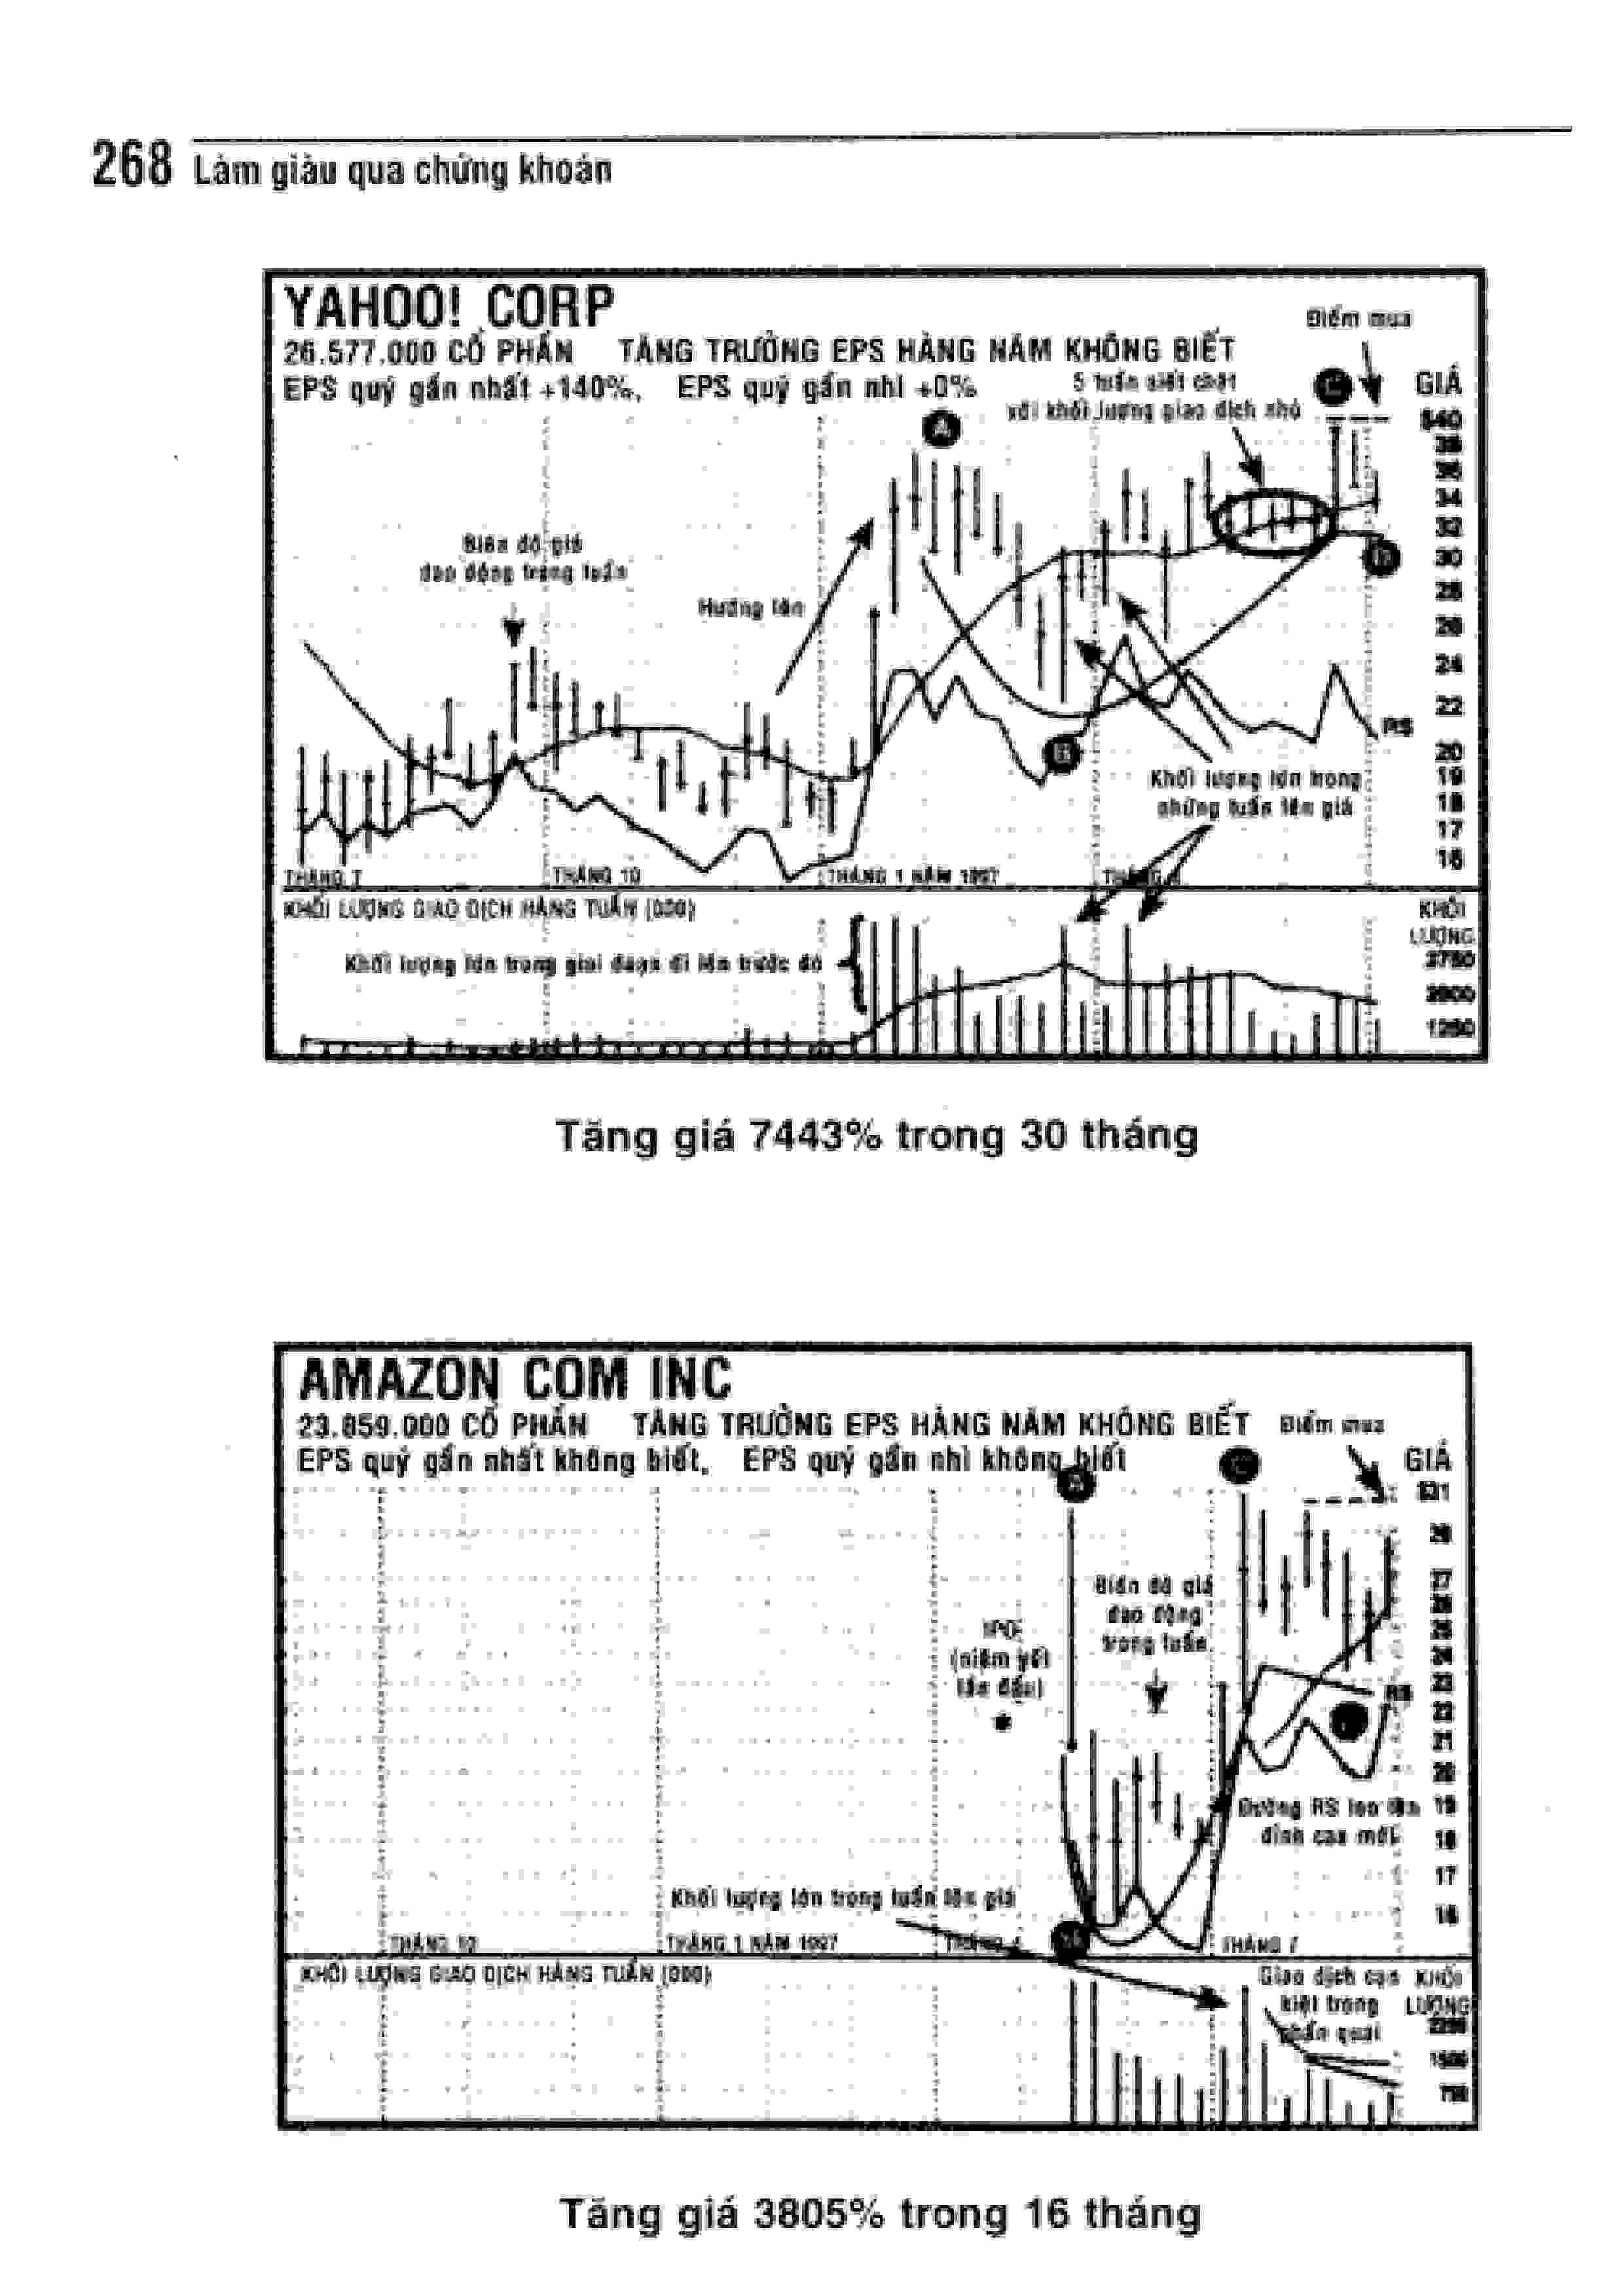 268 Làm giàu qua chứng khoán
YAHOO! CORP
Điểm mua
26.577.000 CỔ PHẦN TĂNG TRƯỞNG EPS HÀNG NĂM KHÔNG BIẾT
EPS quý gần nhất +140%, EPS quý gần nhì +0%
5 tuần siết chặt
với khối lượng giao dịch nhỏ
C
GIÁ
A
$40
38
36
34
32
30
28
26
24
22
20
19
18
17
16
Biên độ giá
dao động trong tuần
Hướng lên
D
RS
B
Khối lượng lớn trong
những tuần lên giá
THÁNG 7 THÁNG 10 THÁNG 1 NĂM 1997 THÁNG
KHỐI LƯỢNG GIAO DỊCH HÀNG TUẦN (000)
KHỐI
LƯỢNG
Khối lượng lớn trong giai đoạn đi lên trước đó
1250
Tăng giá 7443% trong 30 tháng
AMAZON COM INC
23.859.000 CỔ PHẦN TĂNG TRƯỞNG EPS HÀNG NĂM KHÔNG BIẾT Điểm mua
EPS quý gần nhất không biết, EPS quý gần nhì không biết
C
GIÁ
$31
27
26
25
24
23
22
21
20
19
18
17
16
Biên độ giá
dao động
trong tuần
IPO
(niêm yết
lần đầu)
RS
Đường RS leo lên
đỉnh cao mới
Khối lượng lớn trong tuần lên giá
A
THÁNG 10 THÁNG 1 NĂM 1997 THÁNG 4 THÁNG 7
KHỐI LƯỢNG GIAO DỊCH HÀNG TUẦN (000)
Giao dịch cạn KHỐI
kiệt trong LƯỢNG
phần quai
1500
750
Tăng giá 3805% trong 16 tháng